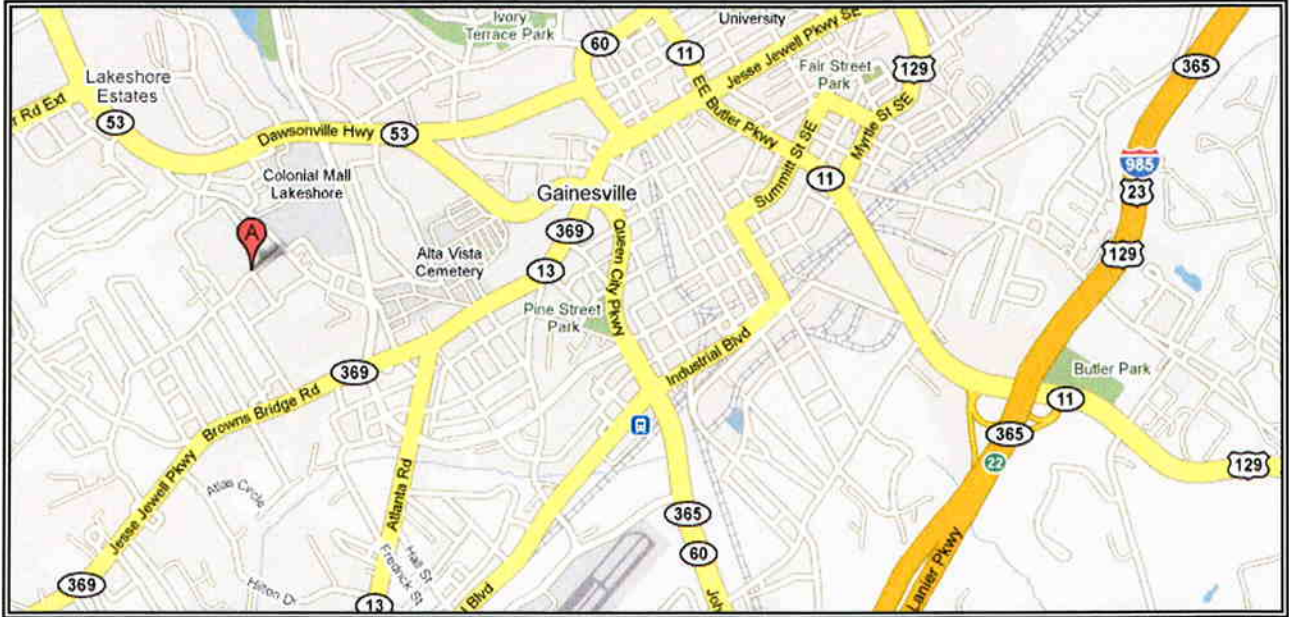 Ivory
Terrace Park
University
60
11
Jesse Jewell Pkwy SE
Fair Street
Park
129
365
Lakeshore
Estates
r Rd Ext
53
Dawsonville Hwy
53
EE Butler Pkwy
Myrtle St SE
Summitt St SE
11
985
23
Colonial Mall
Lakeshore
Gainesville
369
129
A
Alta Vista
Cemetery
13
Queen City Pkwy
Pine Street
Park
Industrial Blvd
Butler Park
369
11
Browns Bridge Rd
365
22
129
Jesse Jewell Pkwy
Atlas Circle
Atlanta Rd
365
60
Hall St
Fredrick St
369
Hilton Dr
13
l Blvd
Joh
Lanier Pkwy